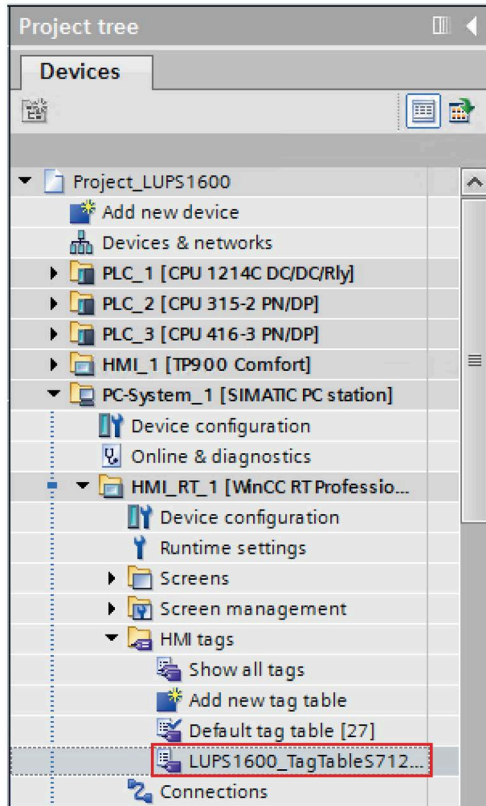 Project tree
Devices
Project_LUPS1600
Add new device
Devices & networks
PLC_1 [CPU 1214C DC/DC/Rly]
PLC_2 [CPU 315-2 PN/DP]
PLC_3 [CPU 416-3 PN/DP]
HMI_1 [TP900 Comfort]
PC-System_1 [SIMATIC PC station]
Device configuration
Online & diagnostics
HMI_RT_1 [WinCC RT Professio...
Device configuration
Runtime settings
Screens
Screen management
HMI tags
Show all tags
Add new tag table
Default tag table [27]
LUPS1600_TagTableS712...
Connections